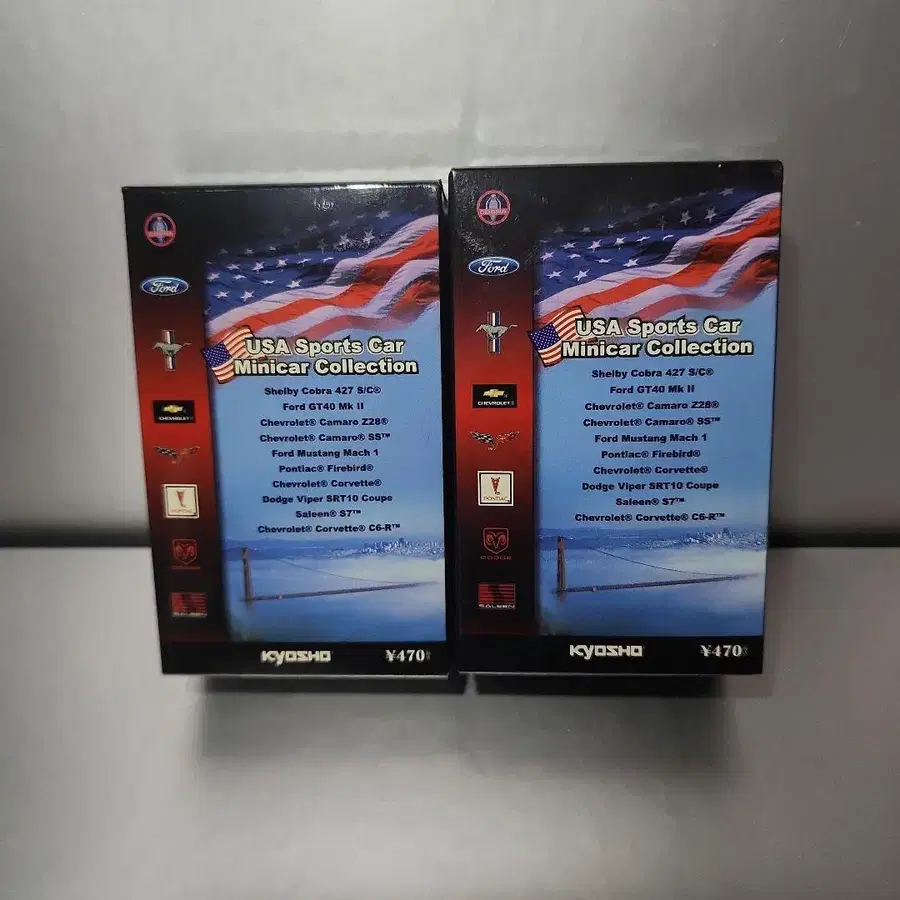 Ford
USA Sports Car
Minicar Collection
Shelby Cobra 427 S/C®
Ford GT40 Mk II
Chevrolet® Camaro Z28®
Chevrolet® Camaro® SS™
Ford Mustang Mach 1
Pontiac® Firebird®
Chevrolet® Corvette®
Dodge Viper SRT10 Coupe
Saleen® S7™
Chevrolet® Corvette® C6-R™
CHEVROLET
PONTIAC
DODGE
SALEEN
KYOSHO
¥470
Ford
USA Sports Car
Minicar Collection
Shelby Cobra 427 S/C®
Ford GT40 Mk II
Chevrolet® Camaro Z28®
Chevrolet® Camaro® SS™
Ford Mustang Mach 1
Pontiac® Firebird®
Chevrolet® Corvette®
Dodge Viper SRT10 Coupe
Saleen® S7™
Chevrolet® Corvette® C6-R™
CHEVROLET
PONTIAC
DODGE
SALEEN
KYOSHO
¥470